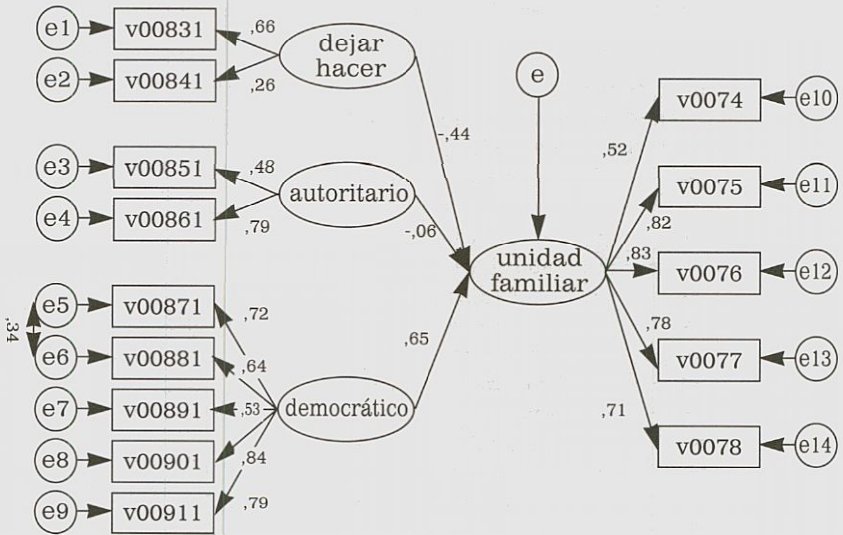 e1
v00831
,66
dejar
hacer
e2
v00841
,26
e
v0074
e10
-,44
,52
e3
v00851
,48
autoritario
e4
v00861
,79
-,06
v0075
e11
,82
unidad
familiar
,83
v0076
e12
e5
v00871
,72
,34
e6
v00881
,64
,65
,78
v0077
e13
e7
v00891
,53
democrático
,71
e8
v00901
,84
v0078
e14
e9
v00911
,79